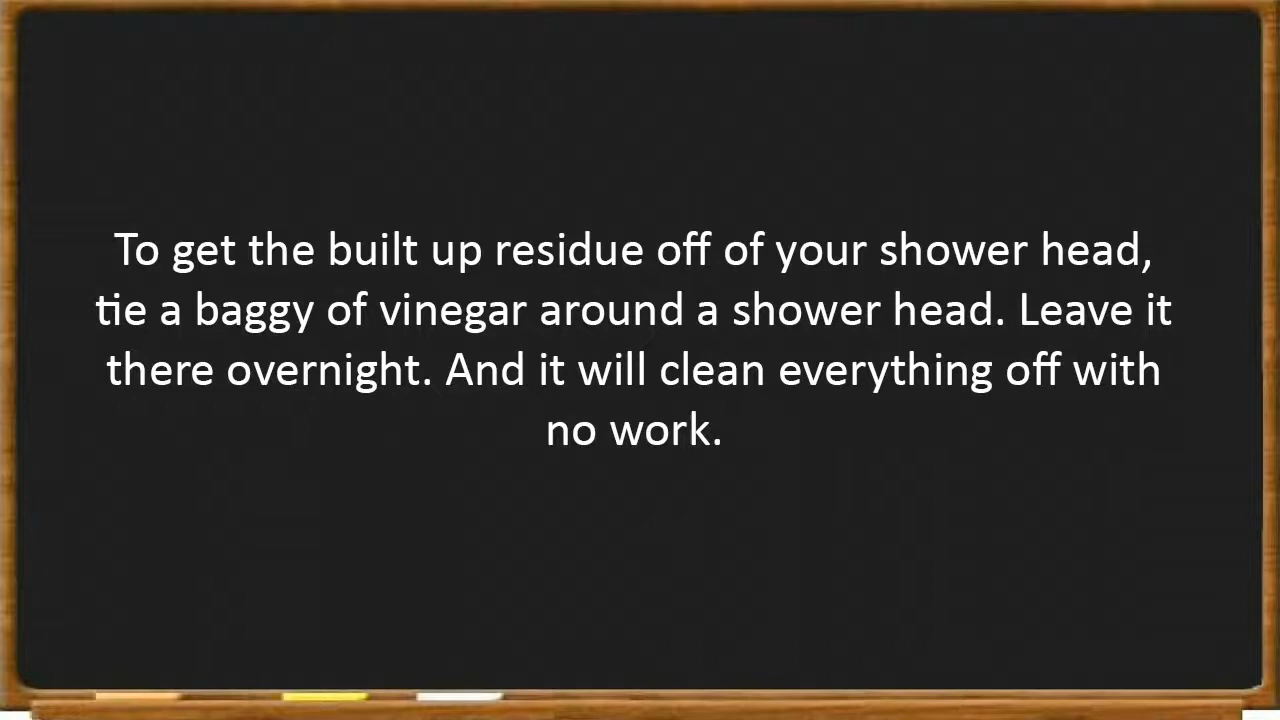 To get the built up residue off of your shower head,
tie a baggy of vinegar around a shower head. Leave it
there overnight. And it will clean everything off with
no work.